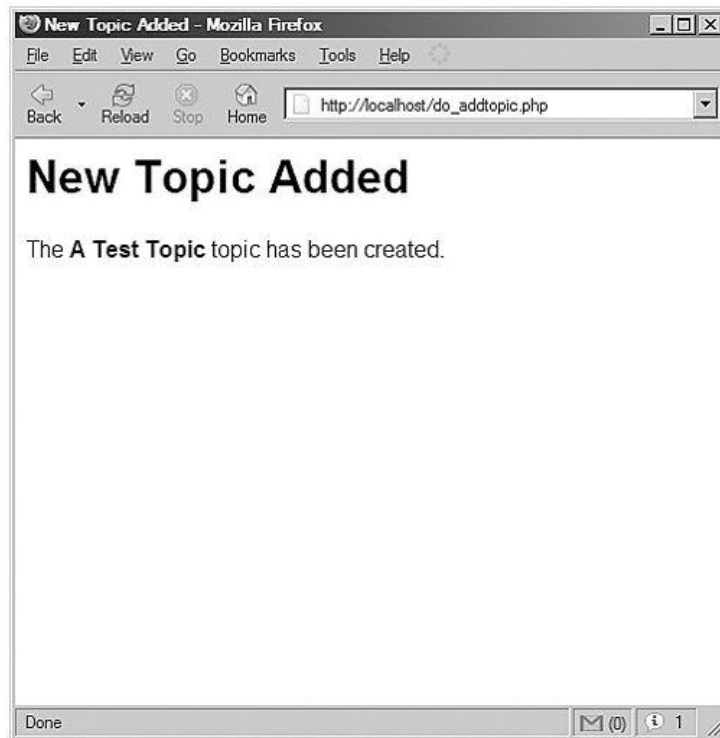 New Topic Added - Mozilla Firefox
File Edit View Go Bookmarks Tools Help
Back Reload Stop Home http://localhost/do_addtopic.php
New Topic Added
The A Test Topic topic has been created.
Done (0) 1